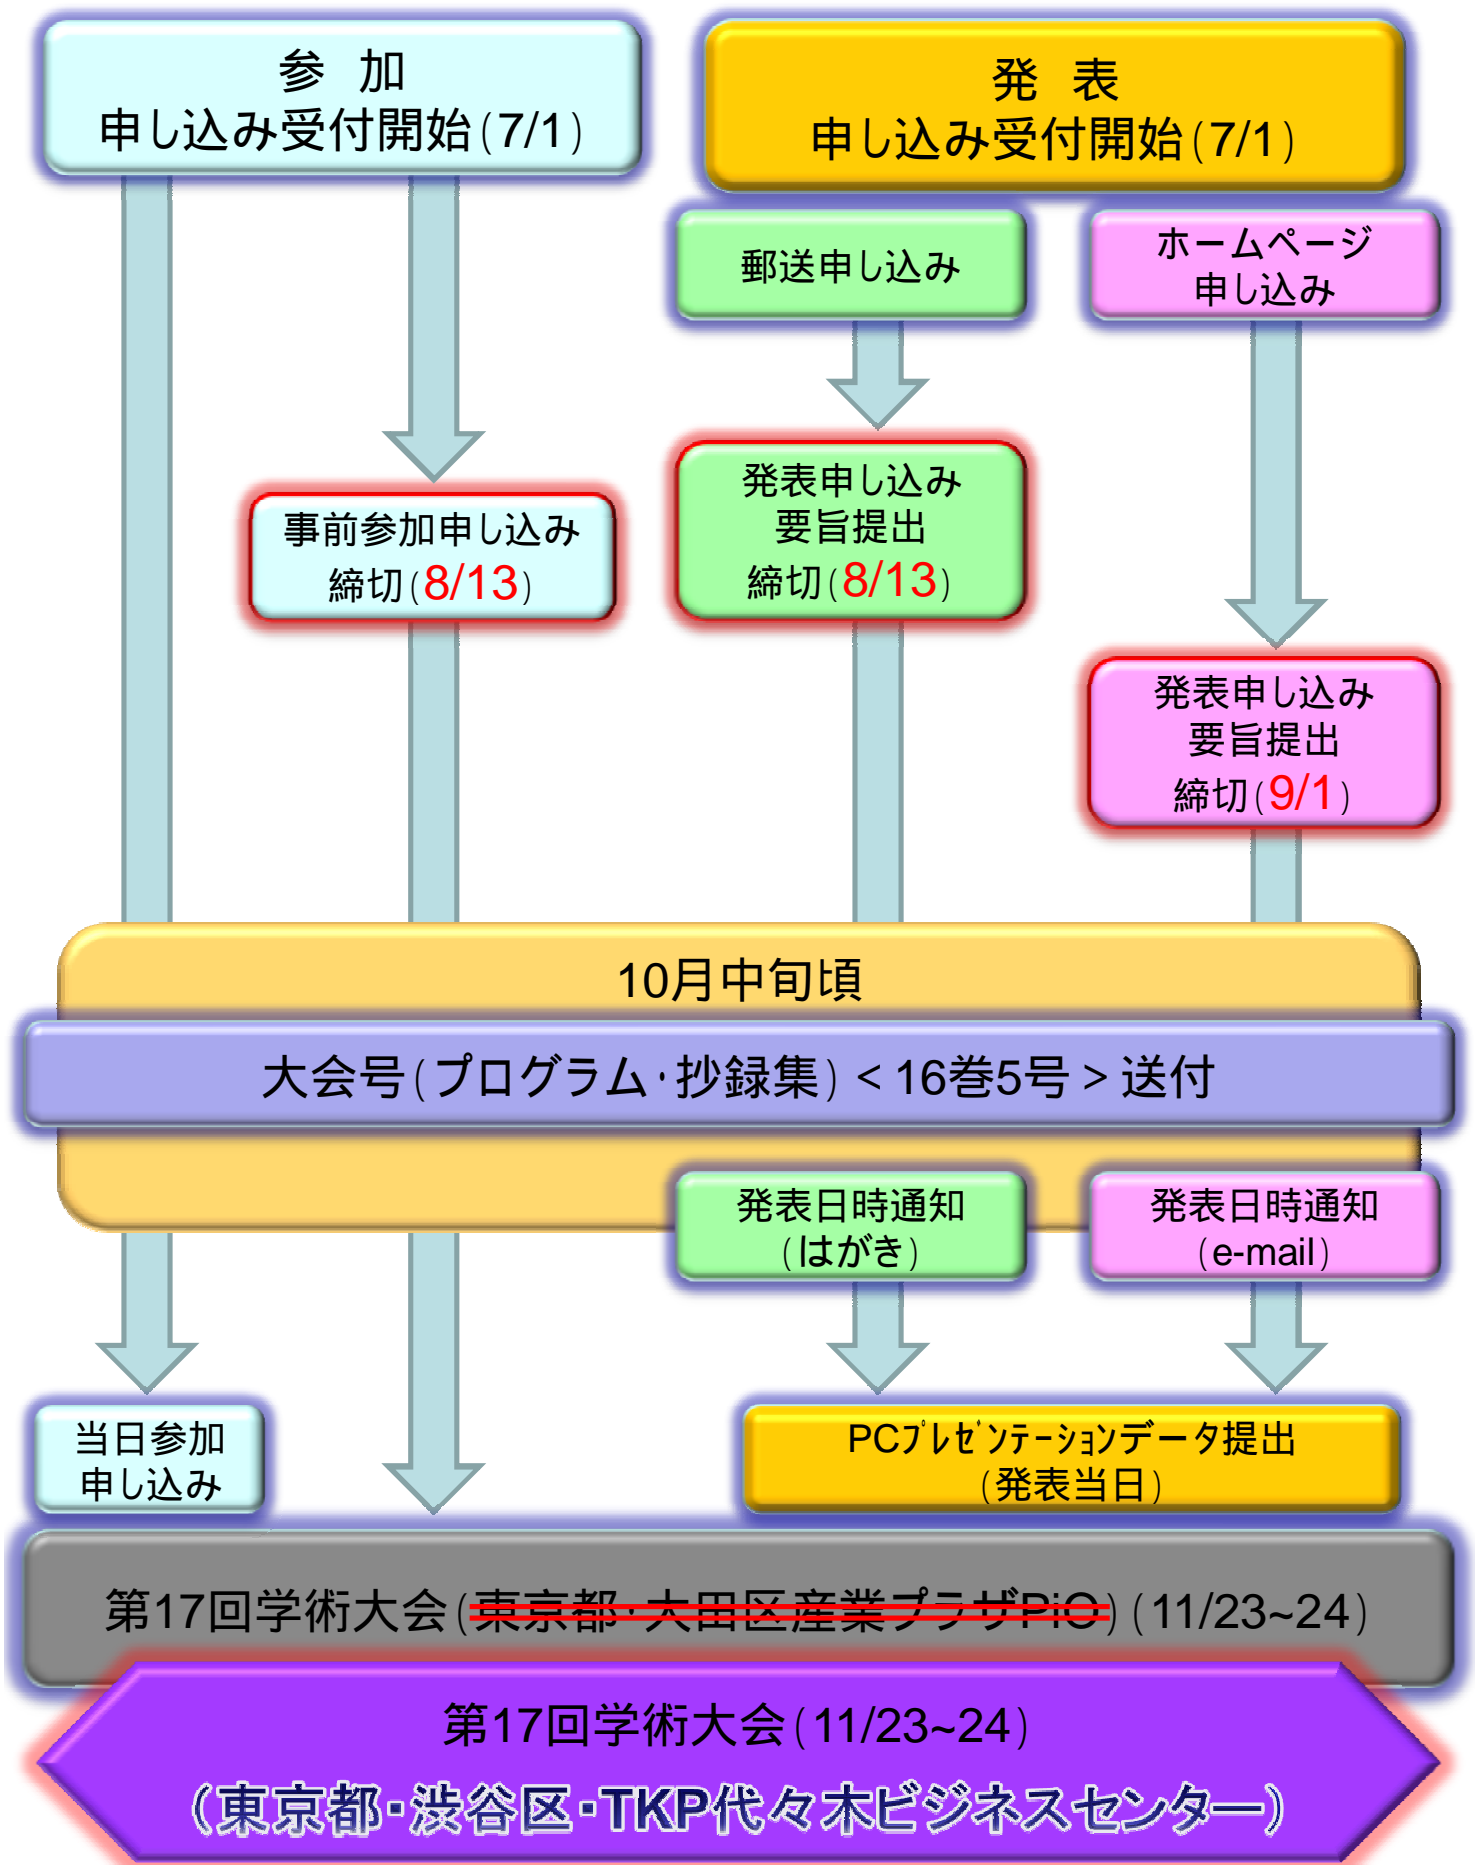 参 加
申し込み受付開始(7/1)
発 表
申し込み受付開始(7/1)
郵送申し込み
ホームページ
申し込み
事前参加申し込み
締切(8/13)
発表申し込み
要旨提出
締切(8/13)
発表申し込み
要旨提出
締切(9/1)
10月中旬頃
大会号(プログラム・抄録集)<16巻5号>送付
発表日時通知
(はがき)
発表日時通知
(e-mail)
当日参加
申し込み
PCプレゼンテーションデータ提出
(発表当日)
第17回学術大会(東京都・大田区産業プラザPiO)(11/23~24)
第17回学術大会(11/23~24)
(東京都・渋谷区・TKP代々木ビジネスセンター)